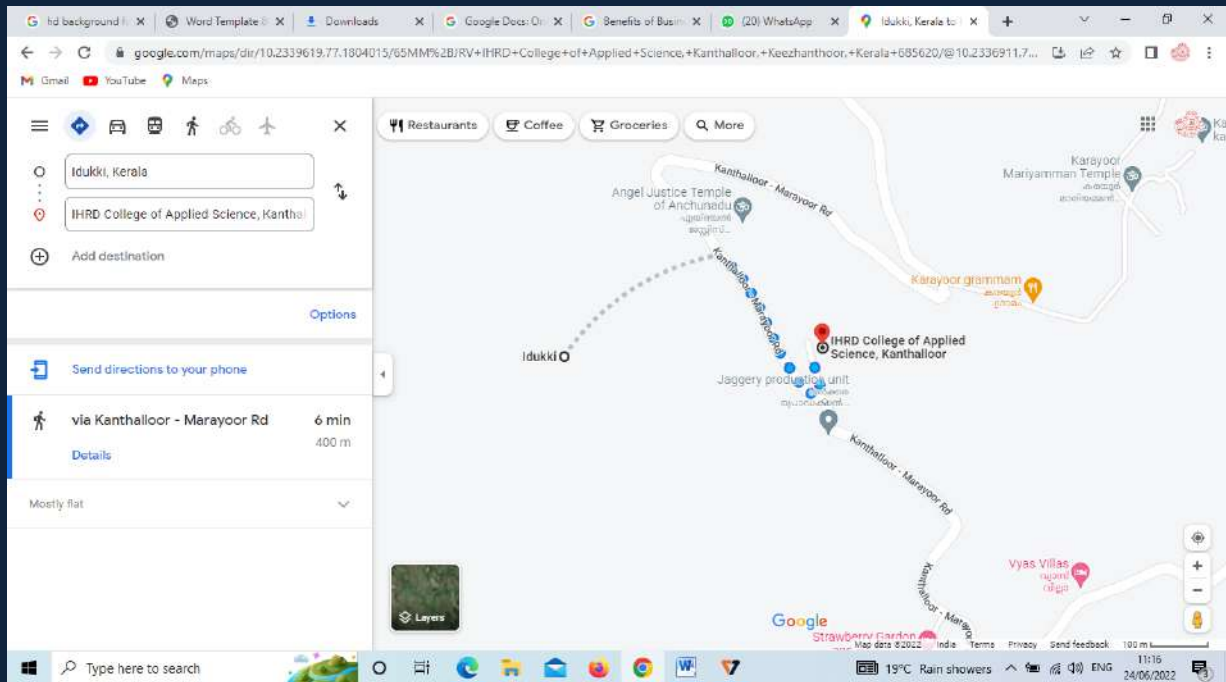 hd background f
Word Template &
Downloads
Google Docs: On
Benefits of Busin
(20) WhatsApp
Idukki, Kerala to
google.com/maps/dir/10.2339619,77.1804015/65MM%2BJRV+IHRD+College+of+Applied+Science,+Kanthalloor,+Keezhanthoor,+Kerala+685620/@10.2336911,7...
Gmail
YouTube
Maps
Idukki, Kerala
IHRD College of Applied Science, Kanthal
Add destination
Options
Send directions to your phone
via Kanthalloor - Marayoor Rd
6 min
400 m
Details
Mostly flat
Restaurants
Coffee
Groceries
More
Kanthalloor - Marayoor Rd
Karayoor
Mariyamman Temple
Angel Justice Temple
of Anchunadu
Kanthalloor - Marayoor Rd
Karayoor grammam
Idukki
IHRD College of Applied
Science, Kanthalloor
Jaggery production unit
Kanthalloor - Marayoor Rd
Vyas Villas
Kanthalloor - Marayoor
Layers
Google
Strawberry Garden
Map data ©2022
India
Terms
Privacy
Send feedback
100 m
Type here to search
19°C Rain showers
ENG
11:16
24/06/2022